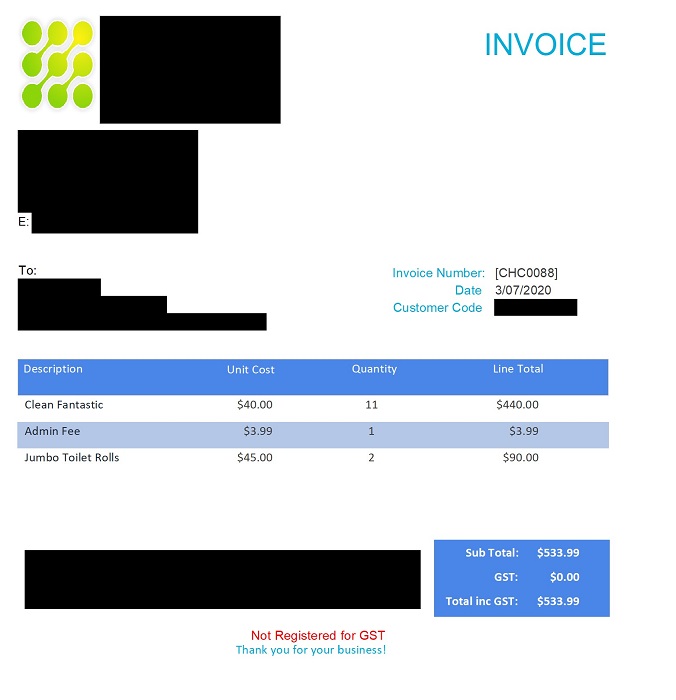 INVOICE
E:
To:
Invoice Number: [CHC0088]
Date 3/07/2020
Customer Code
Description Unit Cost Quantity Line Total
Clean Fantastic $40.00 11 $440.00
Admin Fee $3.99 1 $3.99
Jumbo Toilet Rolls $45.00 2 $90.00
Sub Total: $533.99
GST: $0.00
Total inc GST: $533.99
Not Registered for GST
Thank you for your business!